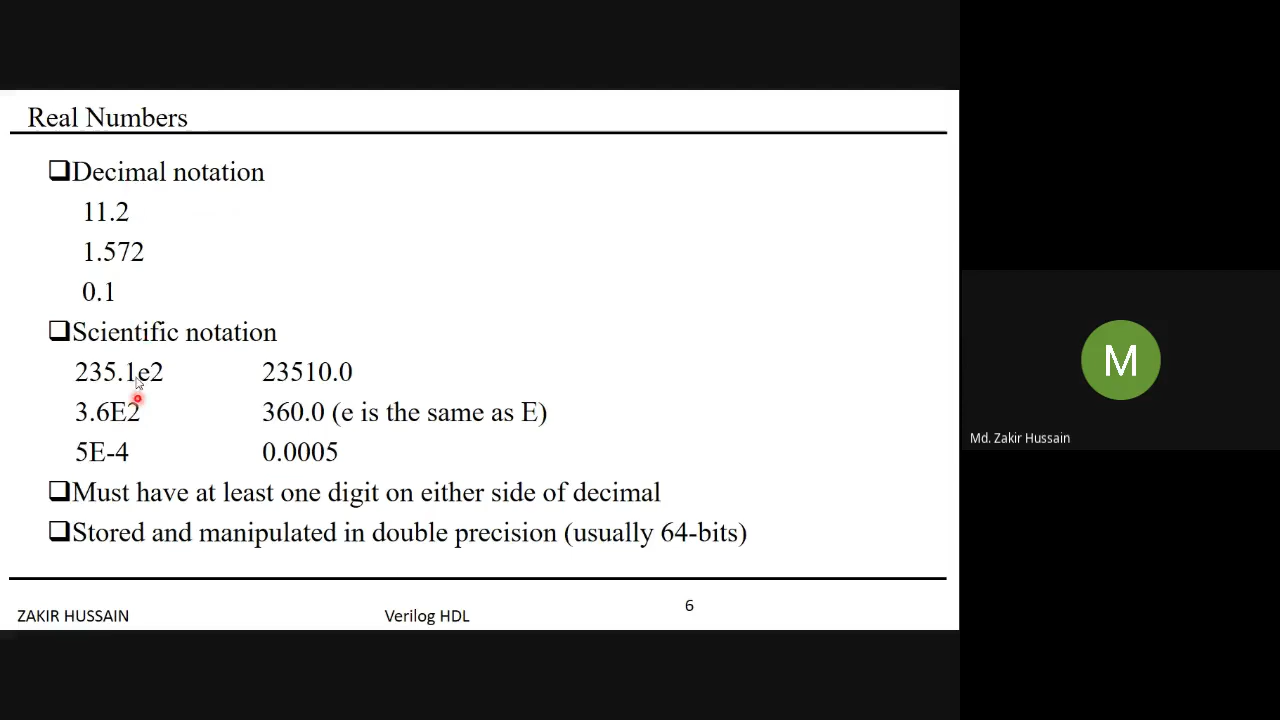 Real Numbers
❑Decimal notation
11.2
1.572
0.1
❑Scientific notation
235.1e2 23510.0
3.6E2 360.0 (e is the same as E)
5E-4 0.0005
❑Must have at least one digit on either side of decimal
❑Stored and manipulated in double precision (usually 64-bits)
ZAKIR HUSSAIN Verilog HDL 6
M
Md. Zakir Hussain